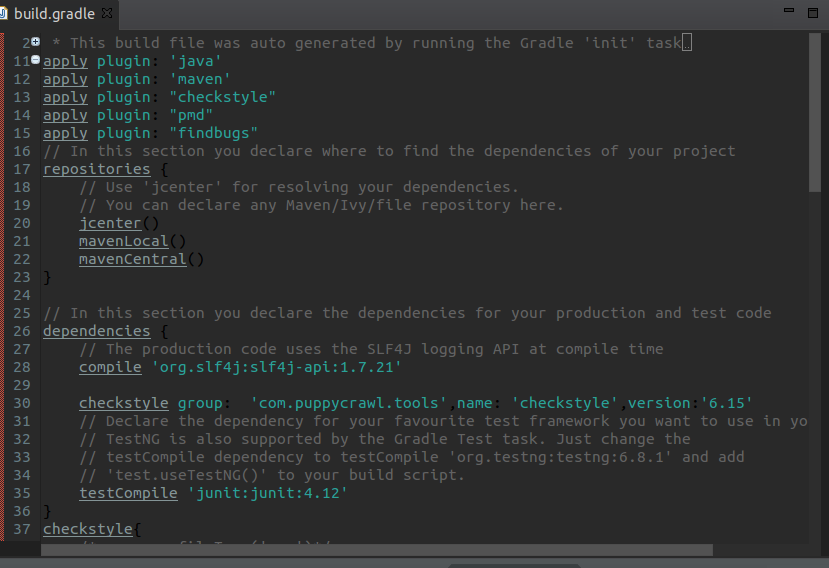 build.gradle
2 * This build file was auto generated by running the Gradle 'init' task
11 apply plugin: 'java'
12 apply plugin: 'maven'
13 apply plugin: "checkstyle"
14 apply plugin: "pmd"
15 apply plugin: "findbugs"
16 // In this section you declare where to find the dependencies of your project
17 repositories {
18 // Use 'jcenter' for resolving your dependencies.
19 // You can declare any Maven/Ivy/file repository here.
20 jcenter()
21 mavenLocal()
22 mavenCentral()
23 }
24
25 // In this section you declare the dependencies for your production and test code
26 dependencies {
27 // The production code uses the SLF4J logging API at compile time
28 compile 'org.slf4j:slf4j-api:1.7.21'
29
30 checkstyle group: 'com.puppycrawl.tools',name: 'checkstyle',version:'6.15'
31 // Declare the dependency for your favourite test framework you want to use in yo
32 // TestNG is also supported by the Gradle Test task. Just change the
33 // testCompile dependency to testCompile 'org.testng:testng:6.8.1' and add
34 // 'test.useTestNG()' to your build script.
35 testCompile 'junit:junit:4.12'
36 }
37 checkstyle{